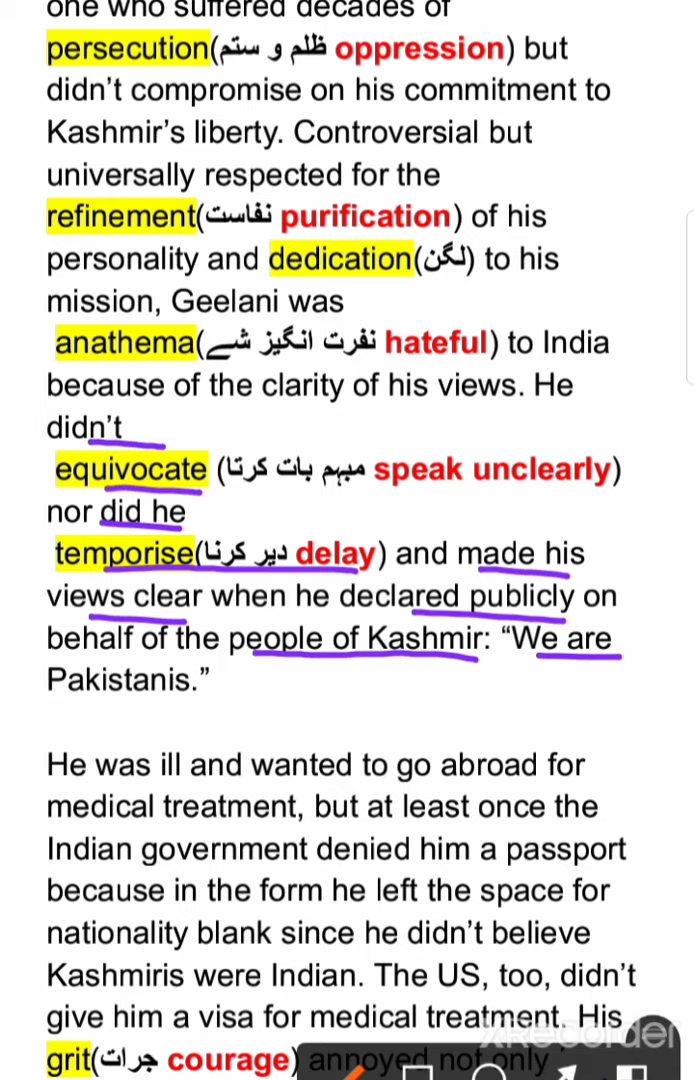 one who suffered decades of
persecution(ظلم و ستم oppression) but
didn’t compromise on his commitment to
Kashmir’s liberty. Controversial but
universally respected for the
refinement(نفاست purification) of his
personality and dedication(لگن) to his
mission, Geelani was
anathema(نفرت انگیز شے hateful) to India
because of the clarity of his views. He
didn’t
equivocate (مبہم بات کرتا speak unclearly)
nor did he
temporise(دیر کرنا delay) and made his
views clear when he declared publicly on
behalf of the people of Kashmir: “We are
Pakistanis.”
He was ill and wanted to go abroad for
medical treatment, but at least once the
Indian government denied him a passport
because in the form he left the space for
nationality blank since he didn’t believe
Kashmiris were Indian. The US, too, didn’t
give him a visa for medical treatment. His
XRecorder
grit(جرات courage) annoyed not only